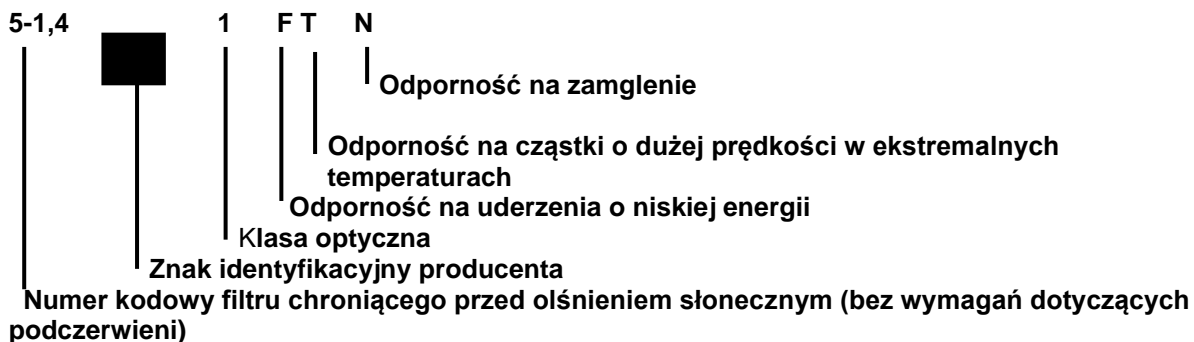 5-1,4 1 F T N
Odporność na zamglenie
Odporność na cząstki o dużej prędkości w ekstremalnych
temperaturach
Odporność na uderzenia o niskiej energii
Klasa optyczna
Znak identyfikacyjny producenta
Numer kodowy filtru chroniącego przed olśnieniem słonecznym (bez wymagań dotyczących
podczerwieni)